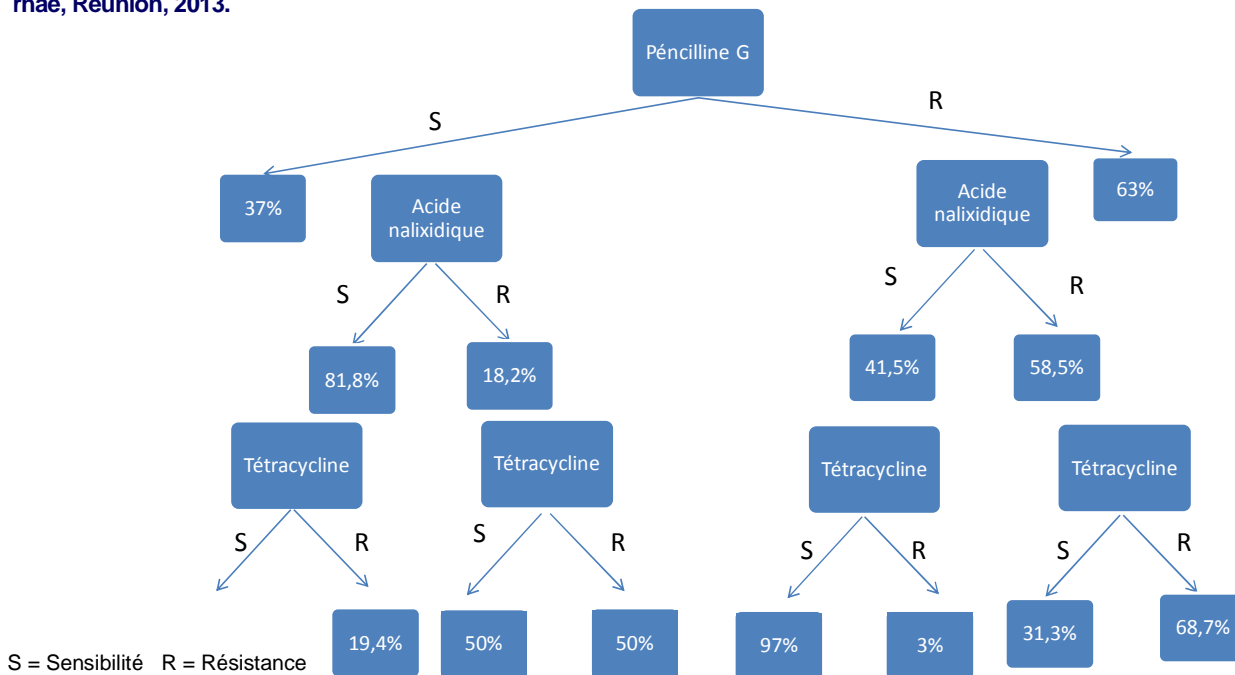 rhae, Réunion, 2013.
Péncilline G
S
R
37%
Acide
nalixidique
Acide
nalixidique
63%
S
R
S
R
81,8%
18,2%
41,5%
58,5%
Tétracycline
Tétracycline
Tétracycline
Tétracycline
S
R
S
R
S
R
S
R
19,4%
50%
50%
97%
3%
31,3%
68,7%
S = Sensibilité R = Résistance